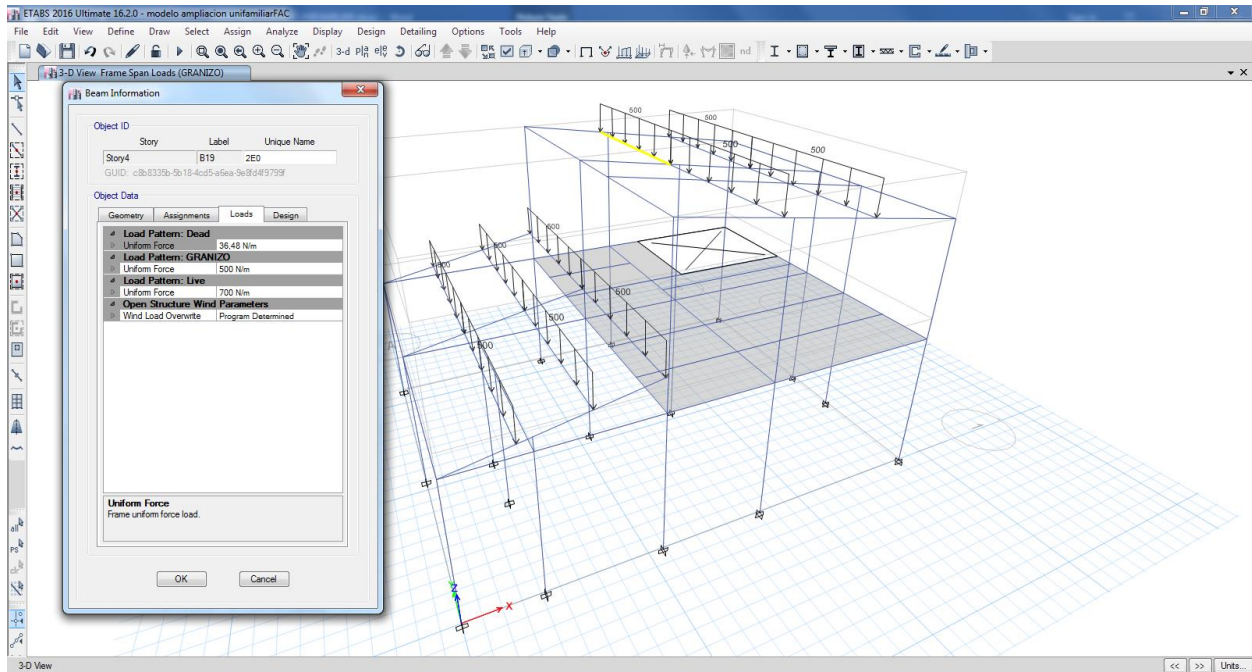 ETABS 2016 Ultimate 16.2.0 - modelo ampliacion unifamiliarFAC
File Edit View Define Draw Select Assign Analyze Display Design Detailing Options Tools Help
3-d nd
3-D View Frame Span Loads (GRANIZO)
Beam Information
Object ID
Story Label Unique Name
Story4 B19 2E0
GUID: c8b8335b-5b18-4cd5-a6ea-9e8fd4f9799f
Object Data
Geometry Assignments Loads Design
Load Pattern: Dead
Uniform Force 36,48 N/m
Load Pattern: GRANIZO
Uniform Force 500 N/m
Load Pattern: Live
Uniform Force 700 N/m
Open Structure Wind Parameters
Wind Load Overwrite Program Determined
Uniform Force
Frame uniform force load.
OK Cancel
500
500
500
500
500
500
500
500
500
all
PS
Z
X
3-D View
<< >> Units...